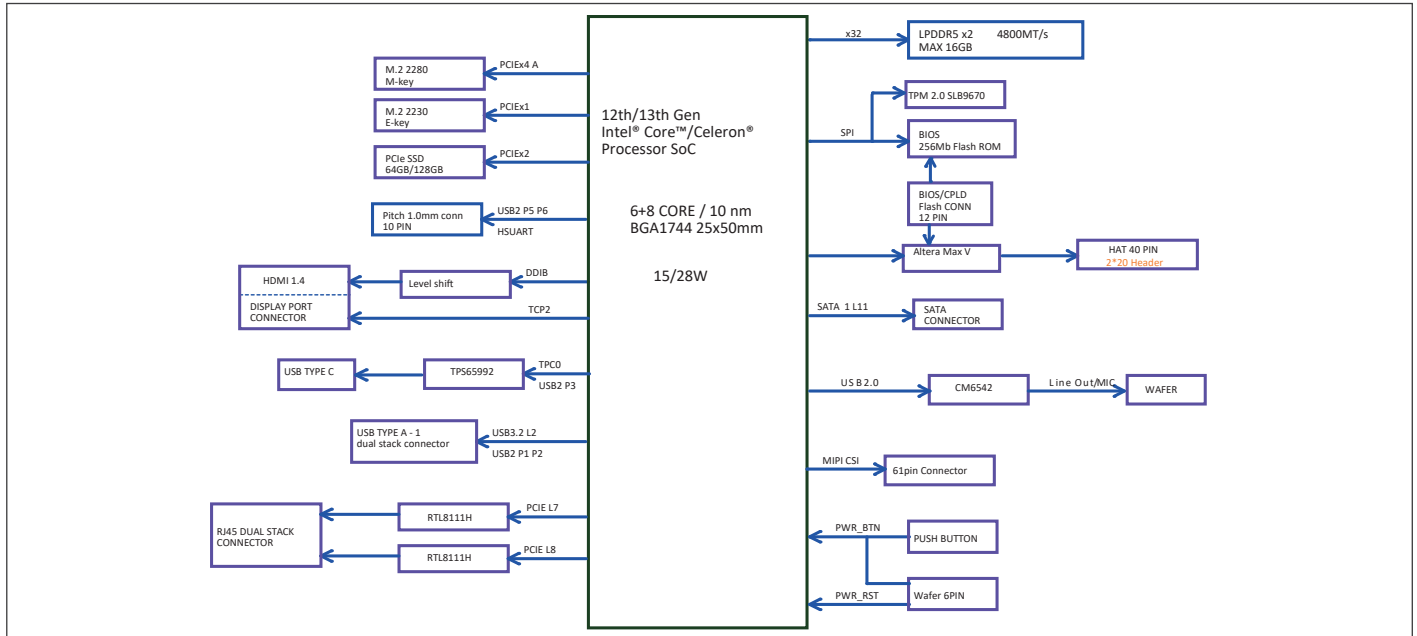 M.2 2280
M-key
PCIEx4 A
M.2 2230
E-key
PCIEx1
PCIe SSD
64GB/128GB
PCIEx2
Pitch 1.0mm conn
10 PIN
USB2 P5 P6
HSUART
HDMI 1.4
DISPLAY PORT
CONNECTOR
Level shift
DDIB
TCP2
USB TYPE C
TPS65992
TPC0
USB2 P3
USB TYPE A - 1
dual stack connector
USB3.2 L2
USB2 P1 P2
RJ45 DUAL STACK
CONNECTOR
RTL8111H
PCIE L7
RTL8111H
PCIE L8
12th/13th Gen
Intel® Core™/Celeron®
Processor SoC
6+8 CORE / 10 nm
BGA1744 25x50mm
15/28W
x32
LPDDR5 x2 4800MT/s
MAX 16GB
TPM 2.0 SLB9670
SPI
BIOS
256Mb Flash ROM
BIOS/CPLD
Flash CONN
12 PIN
Altera Max V
HAT 40 PIN
2*20 Header
SATA 1 L11
SATA
CONNECTOR
USB2.0
CM6542
Line Out/MIC
WAFER
MIPI CSI
61pin Connector
PWR_BTN
PUSH BUTTON
PWR_RST
Wafer 6PIN